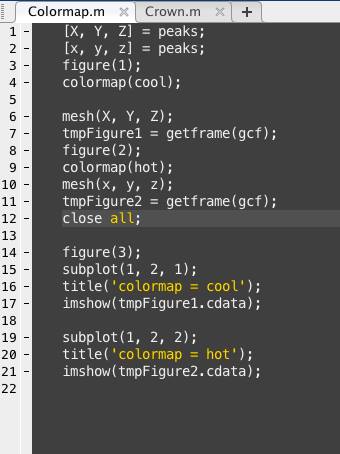 Colormap.m × Crown.m × +
1 - [X, Y, Z] = peaks;
2 - [x, y, z] = peaks;
3 - figure(1);
4 - colormap(cool);
5
6 - mesh(X, Y, Z);
7 - tmpFigure1 = getframe(gcf);
8 - figure(2);
9 - colormap(hot);
10 - mesh(x, y, z);
11 - tmpFigure2 = getframe(gcf);
12 - close all;
13
14 - figure(3);
15 - subplot(1, 2, 1);
16 - title('colormap = cool');
17 - imshow(tmpFigure1.cdata);
18
19 - subplot(1, 2, 2);
20 - title('colormap = hot');
21 - imshow(tmpFigure2.cdata);
22